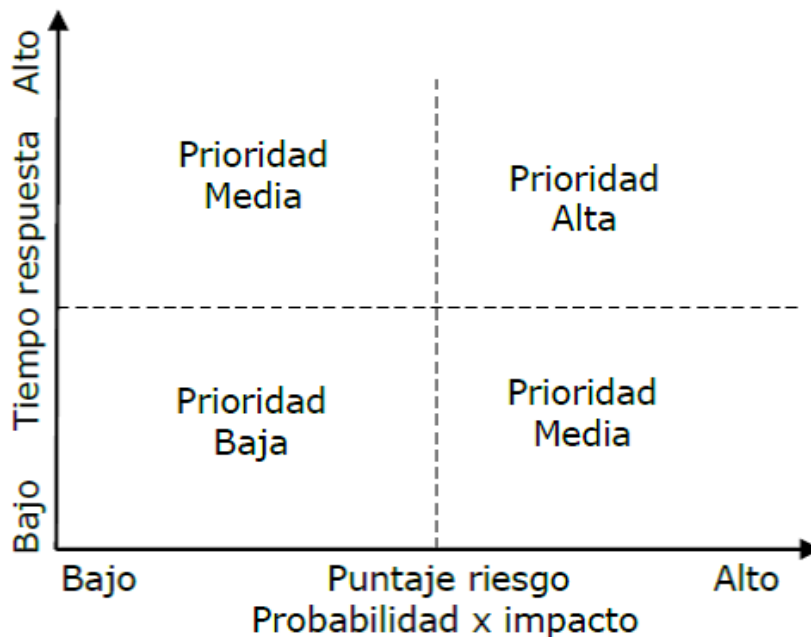 Alto
Tiempo respuesta
Bajo
Prioridad
Media
Prioridad
Alta
Prioridad
Baja
Prioridad
Media
Bajo
Puntaje riesgo
Alto
Probabilidad x impacto